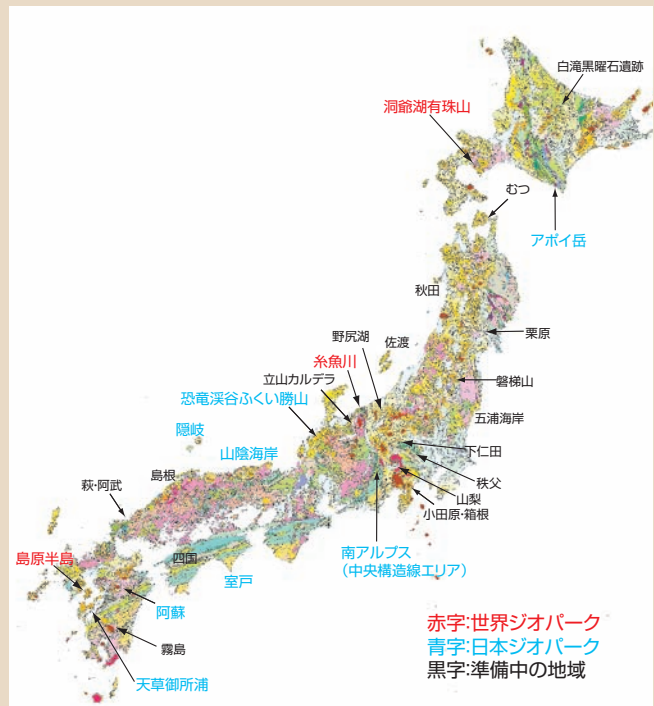 白滝黒曜石遺跡
洞爺湖有珠山
むつ
アポイ岳
秋田
野尻湖
佐渡
栗原
糸魚川
立山カルデラ
磐梯山
恐竜渓谷ふくい勝山
五浦海岸
隠岐
山陰海岸
下仁田
島根
秩父
萩・阿武
山梨
小田原・箱根
島原半島
四国
南アルプス
（中央構造線エリア）
室戸
阿蘇
霧島
天草御所浦
赤字:世界ジオパーク
青字:日本ジオパーク
黒字:準備中の地域